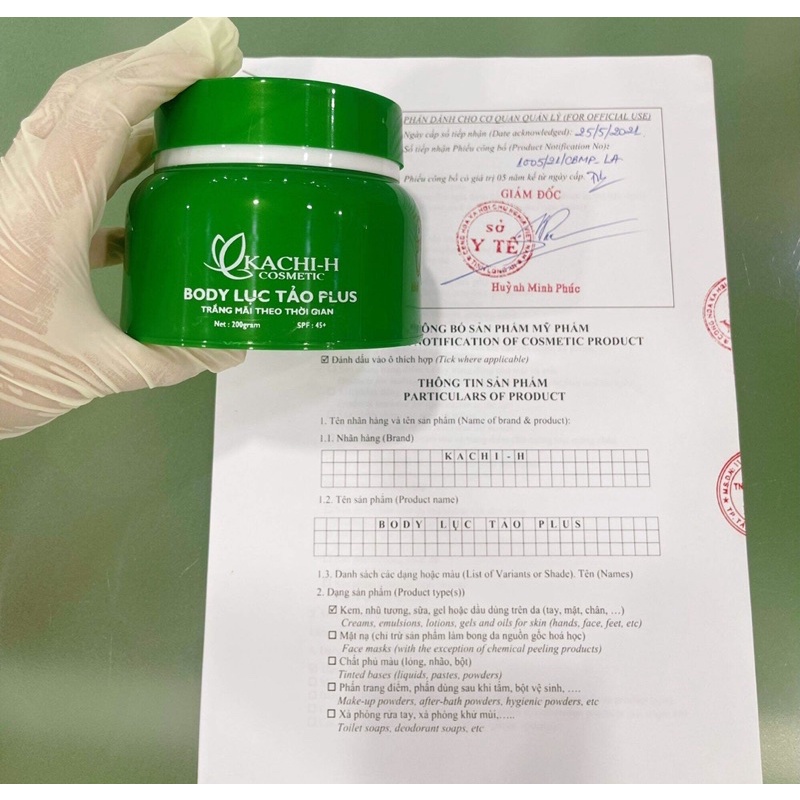 KACHI-H
COSMETIC
BODY LỤC TẢO PLUS
TRẮNG MÃI THEO THỜI GIAN
Net : 200gram SPF : 45+
PHẦN DÀNH CHO CƠ QUAN QUẢN LÝ (FOR OFFICIAL USE)
Ngày cấp số tiếp nhận (Date acknowledged): 25/5/2021.
Số tiếp nhận Phiếu công bố (Product Notification No):
1005/21/CBMP-LA
Phiếu công bố có giá trị 05 năm kể từ ngày cấp.
GIÁM ĐỐC
SỞ
Y TẾ
Huỳnh Minh Phúc
CÔNG BỐ SẢN PHẨM MỸ PHẨM
NOTIFICATION OF COSMETIC PRODUCT
☑ Đánh dấu vào ô thích hợp (Tick where applicable)
THÔNG TIN SẢN PHẨM
PARTICULARS OF PRODUCT
1. Tên nhãn hàng và tên sản phẩm (Name of brand & product):
1.1. Nhãn hàng (Brand)
KACHI-H
1.2. Tên sản phẩm (Product name)
BODY LỤC TẢO PLUS
1.3. Danh sách các dạng hoặc màu (List of Variants or Shade). Tên (Names)
2. Dạng sản phẩm (Product type(s))
☑ Kem, nhũ tương, sữa, gel hoặc dầu dùng trên da (tay, mặt, chân, …)
Creams, emulsions, lotions, gels and oils for skin (hands, face, feet, etc)
☐ Mặt nạ (chỉ trừ sản phẩm làm bong da nguồn gốc hoá học)
Face masks (with the exception of chemical peeling products)
☐ Chất phủ màu (lỏng, nhão, bột)
Tinted bases (liquids, pastes, powders)
☐ Phấn trang điểm, phấn dùng sau khi tắm, bột vệ sinh, ….
Make-up powders, after-bath powders, hygienic powders, etc
☐ Xà phòng rửa tay, xà phòng khử mùi,…..
Toilet soaps, deodorant soaps, etc